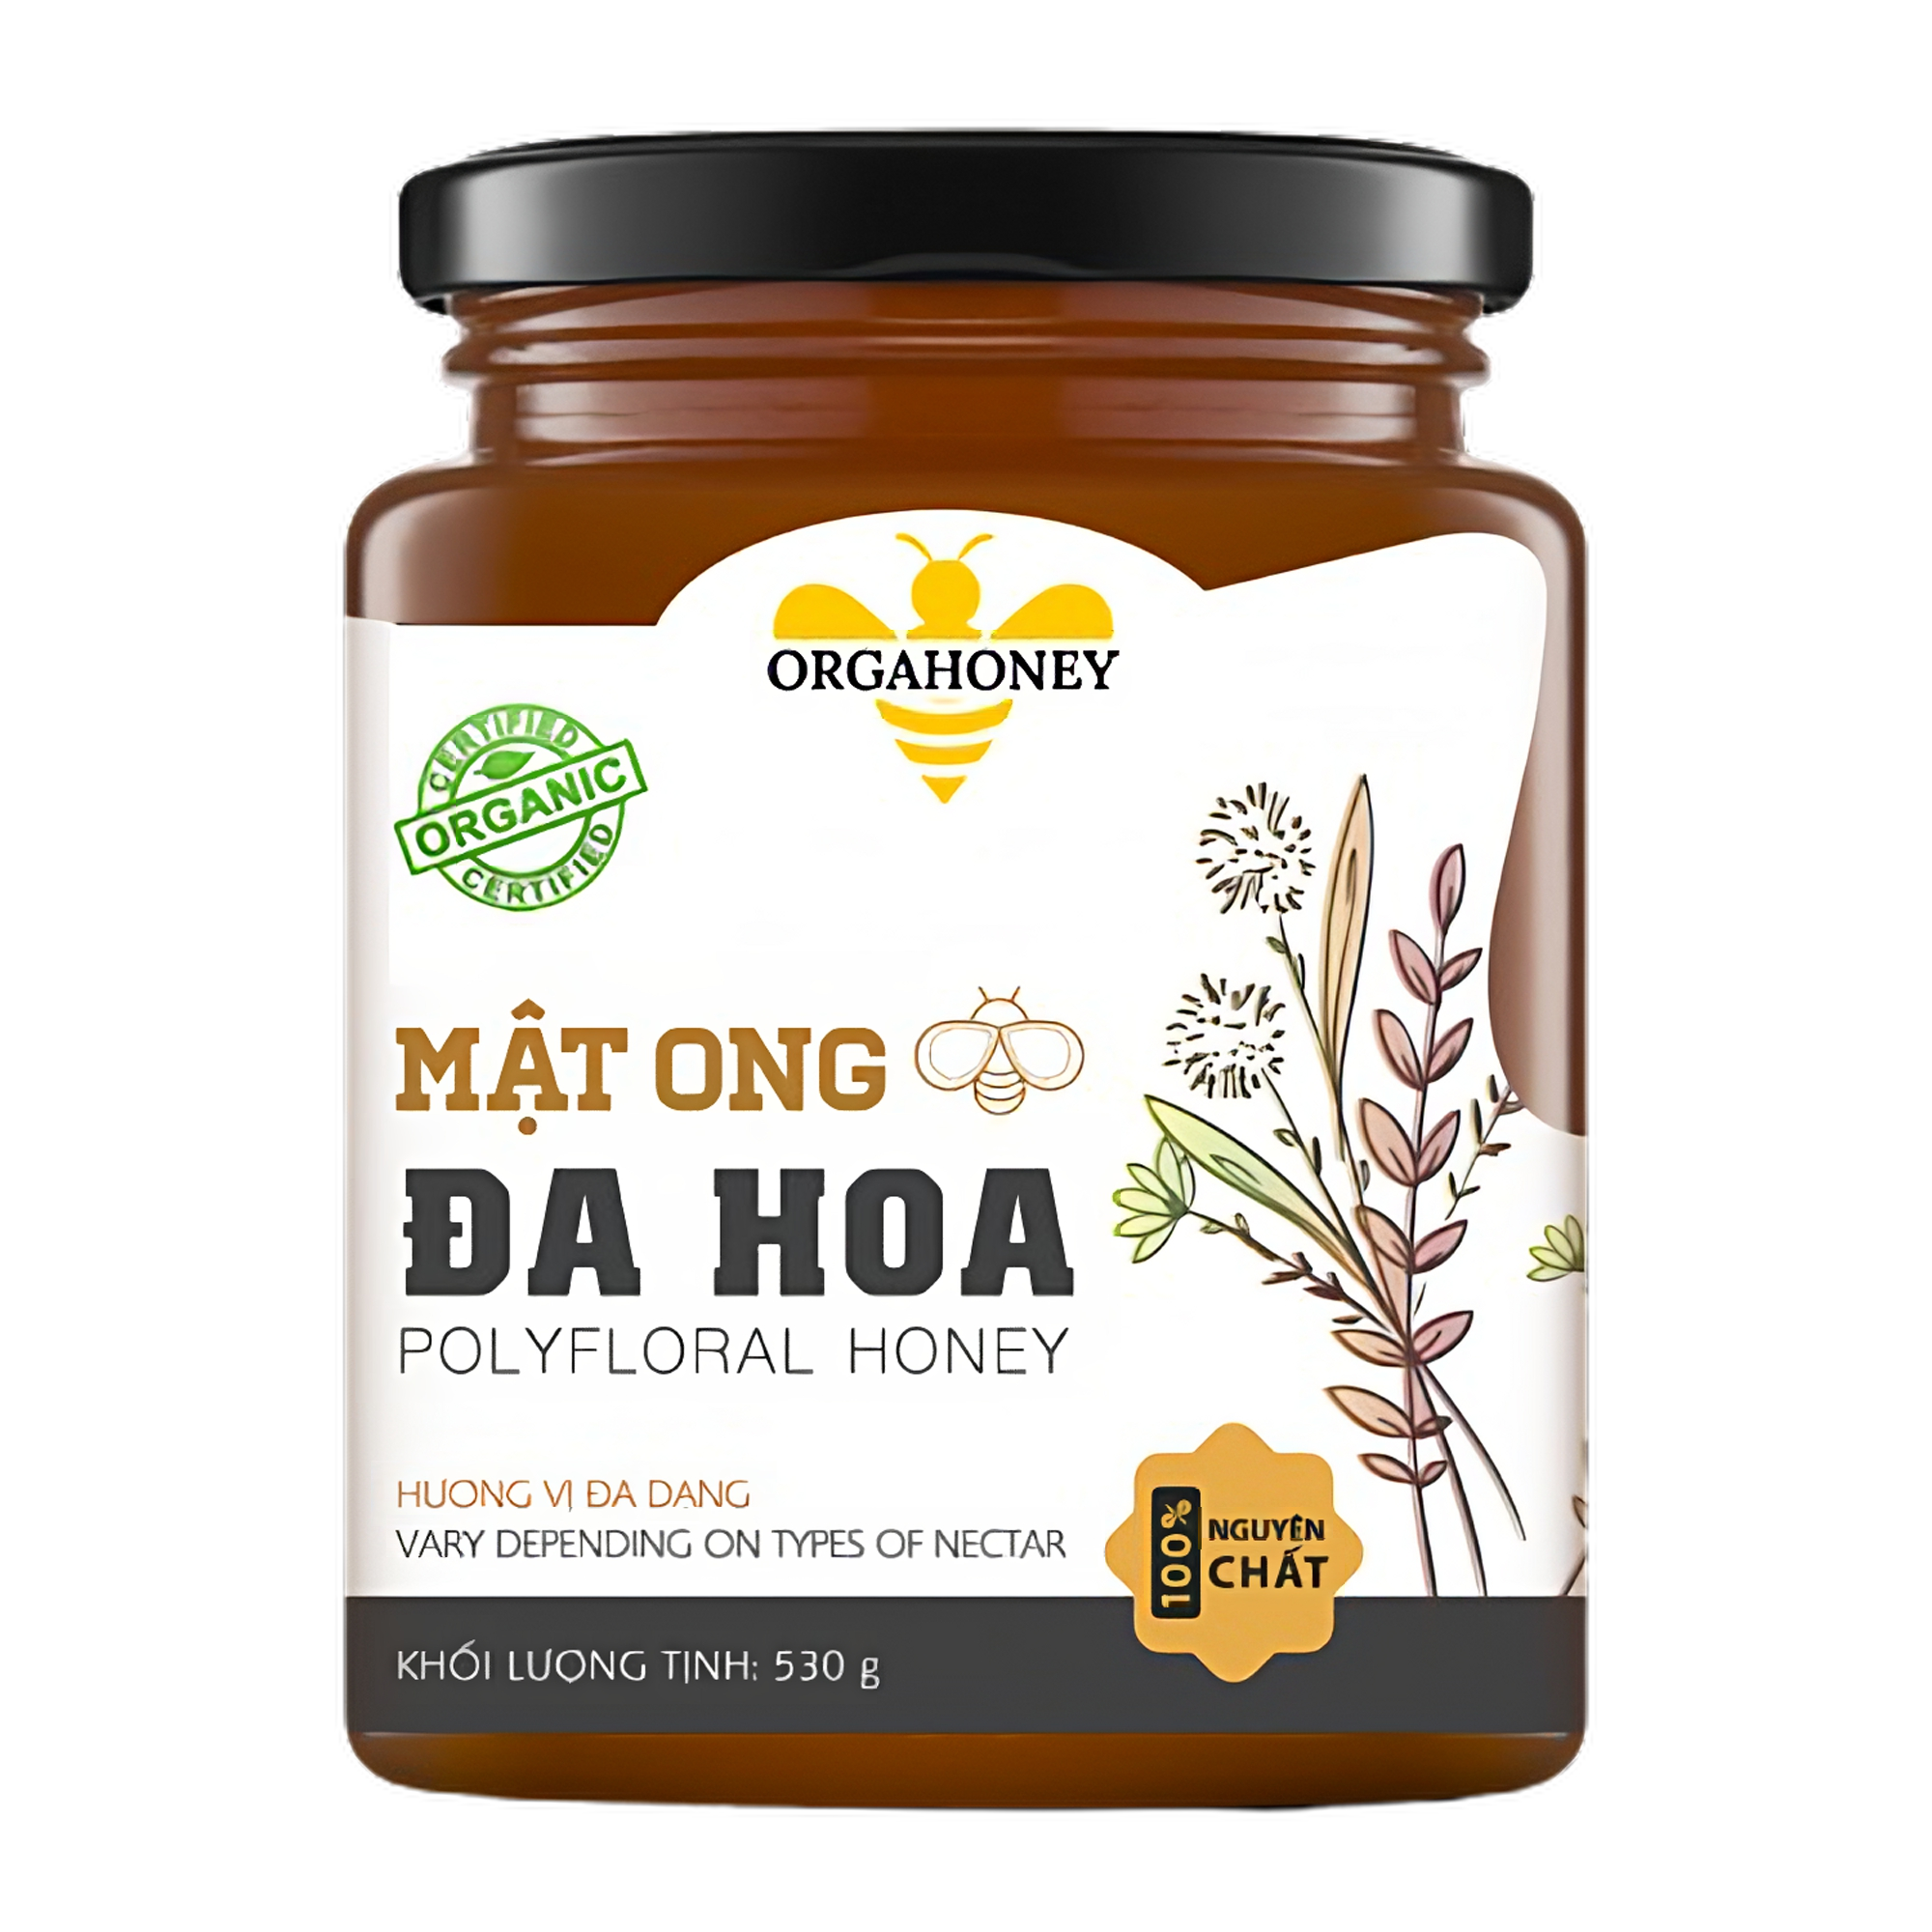 ORGAHONEY
CERTIFIED
ORGANIC
CERTIFIED
MẬT ONG
ĐA HOA
POLYFLORAL HONEY
HƯƠNG VỊ ĐA DẠNG
VARY DEPENDING ON TYPES OF NECTAR
100%
NGUYÊN
CHẤT
KHỐI LƯỢNG TỊNH: 530 g